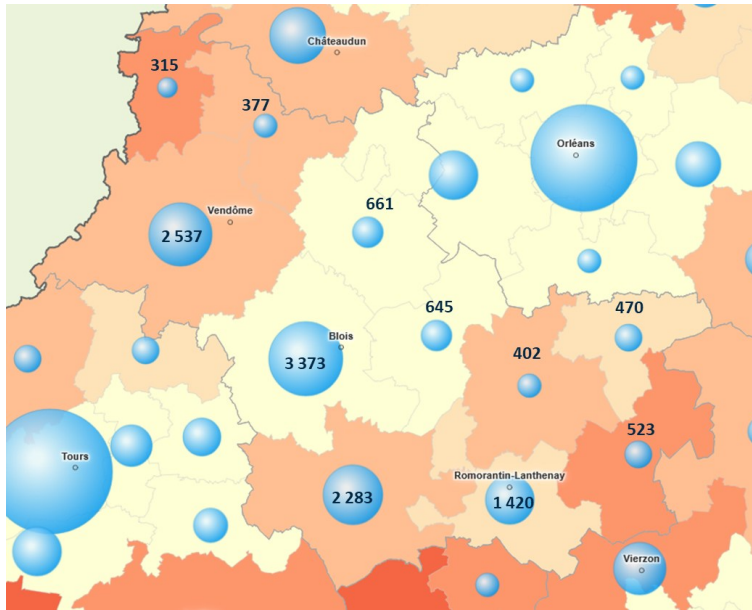 Châteaudun
315
377
Orléans
661
Vendôme
2 537
645
470
Blois
3 373
402
523
Tours
Romorantin-Lanthenay
2 283
1 420
Vierzon